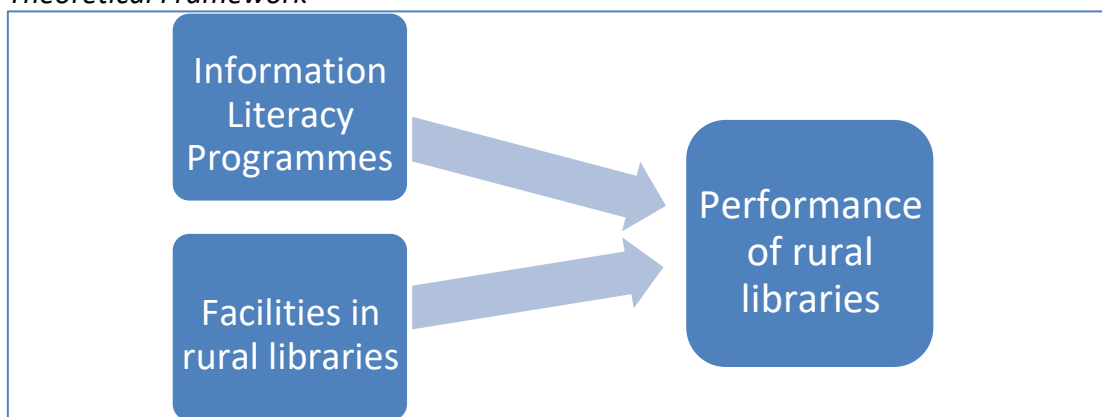 Theoretical Framework
Information
Literacy
Programmes
Facilities in
rural libraries
Performance
of rural
libraries